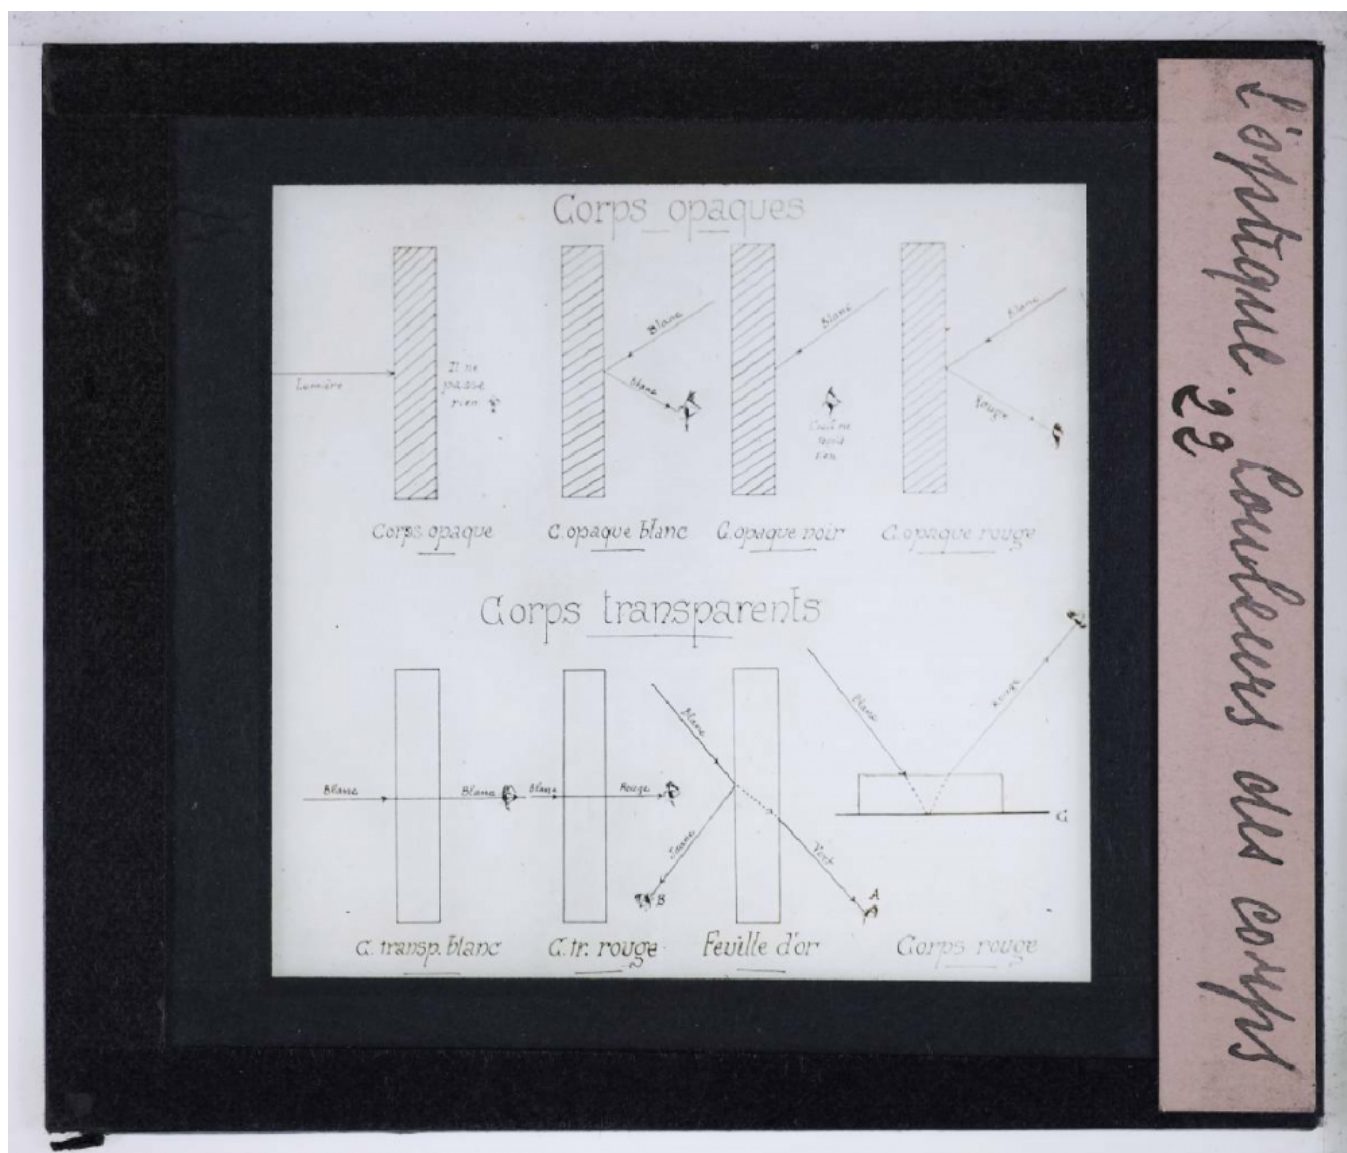 Corps opaques
Lumière
Il ne
passe
rien
Blanc
Blanc
Blanc
rien
Blanc
Rouge
Corps opaque
C. opaque blanc
C. opaque noir
C. opaque rouge
Corps transparents
Blanc
Blanc
Blanc
Rouge
Blanc
Jaune
B
Vert
A
Blanc
Rouge
C
C. transp. blanc
C. tr. rouge
Feuille d'or
Corps rouge
L'optique. Couleurs des corps
22